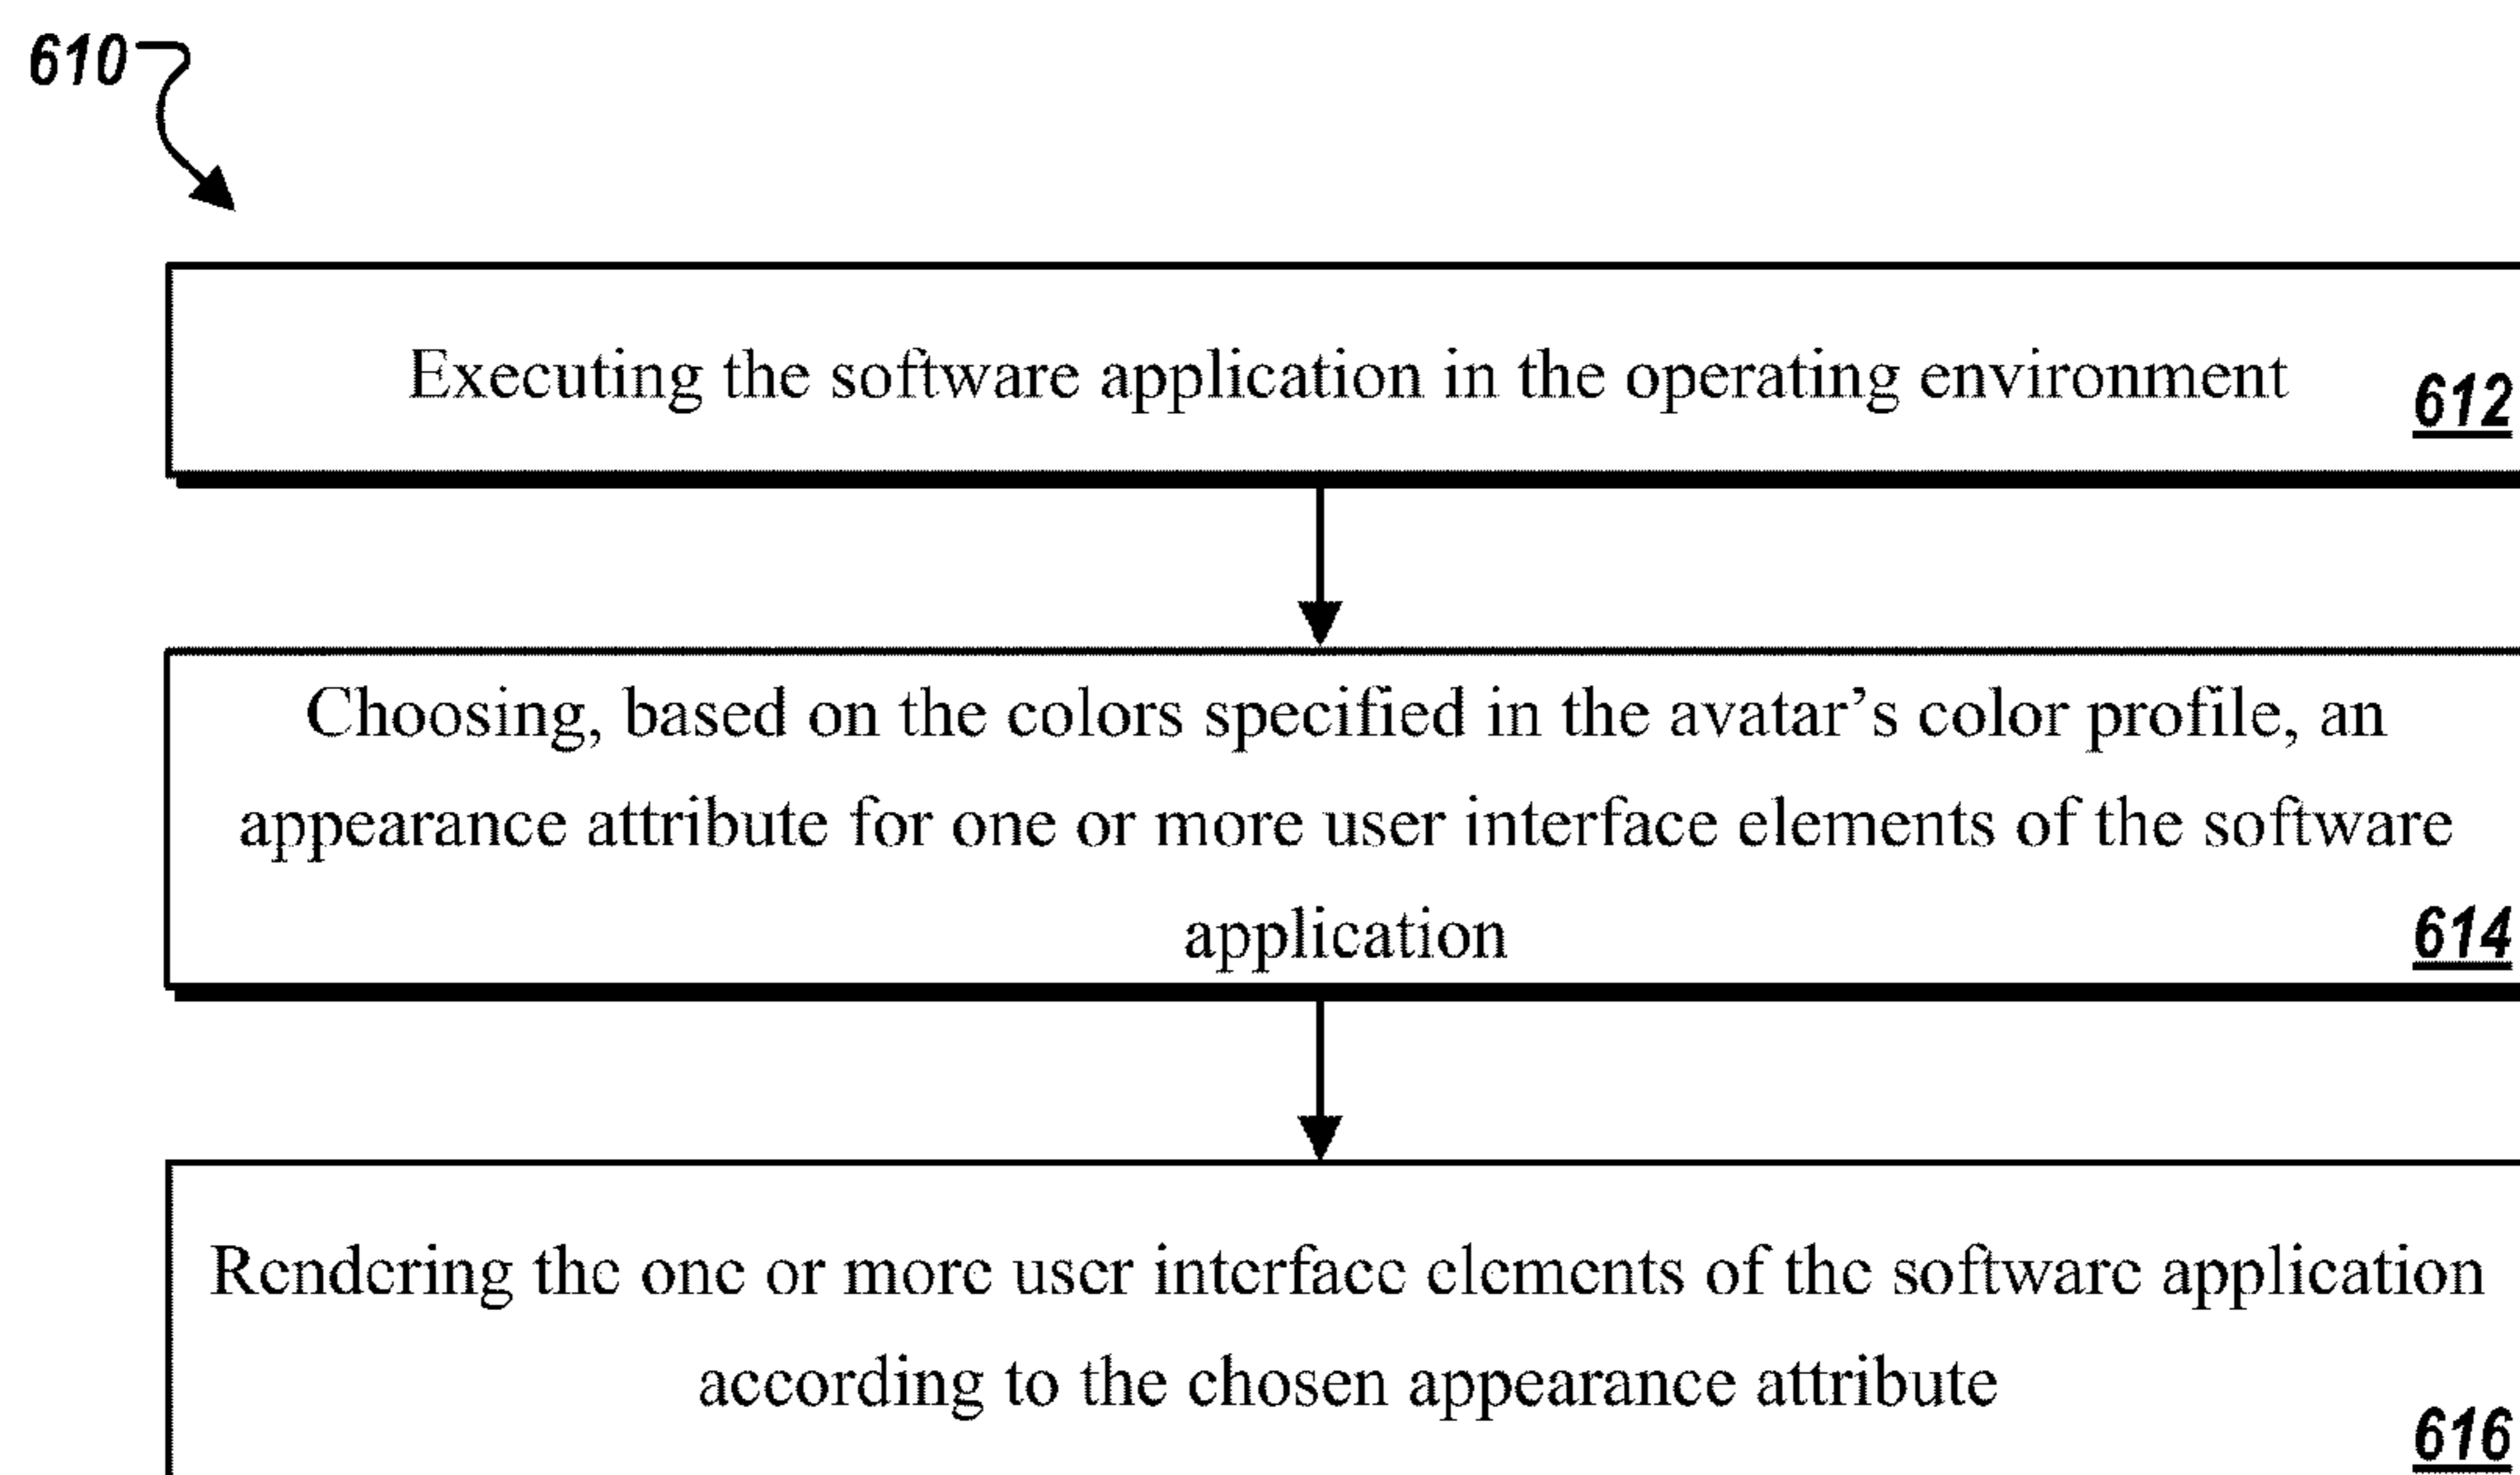 610
Executing the software application in the operating environment
612
Choosing, based on the colors specified in the avatar’s color profile, an
appearance attribute for one or more user interface elements of the software
application
614
Rendering the one or more user interface elements of the software application
according to the chosen appearance attribute
616